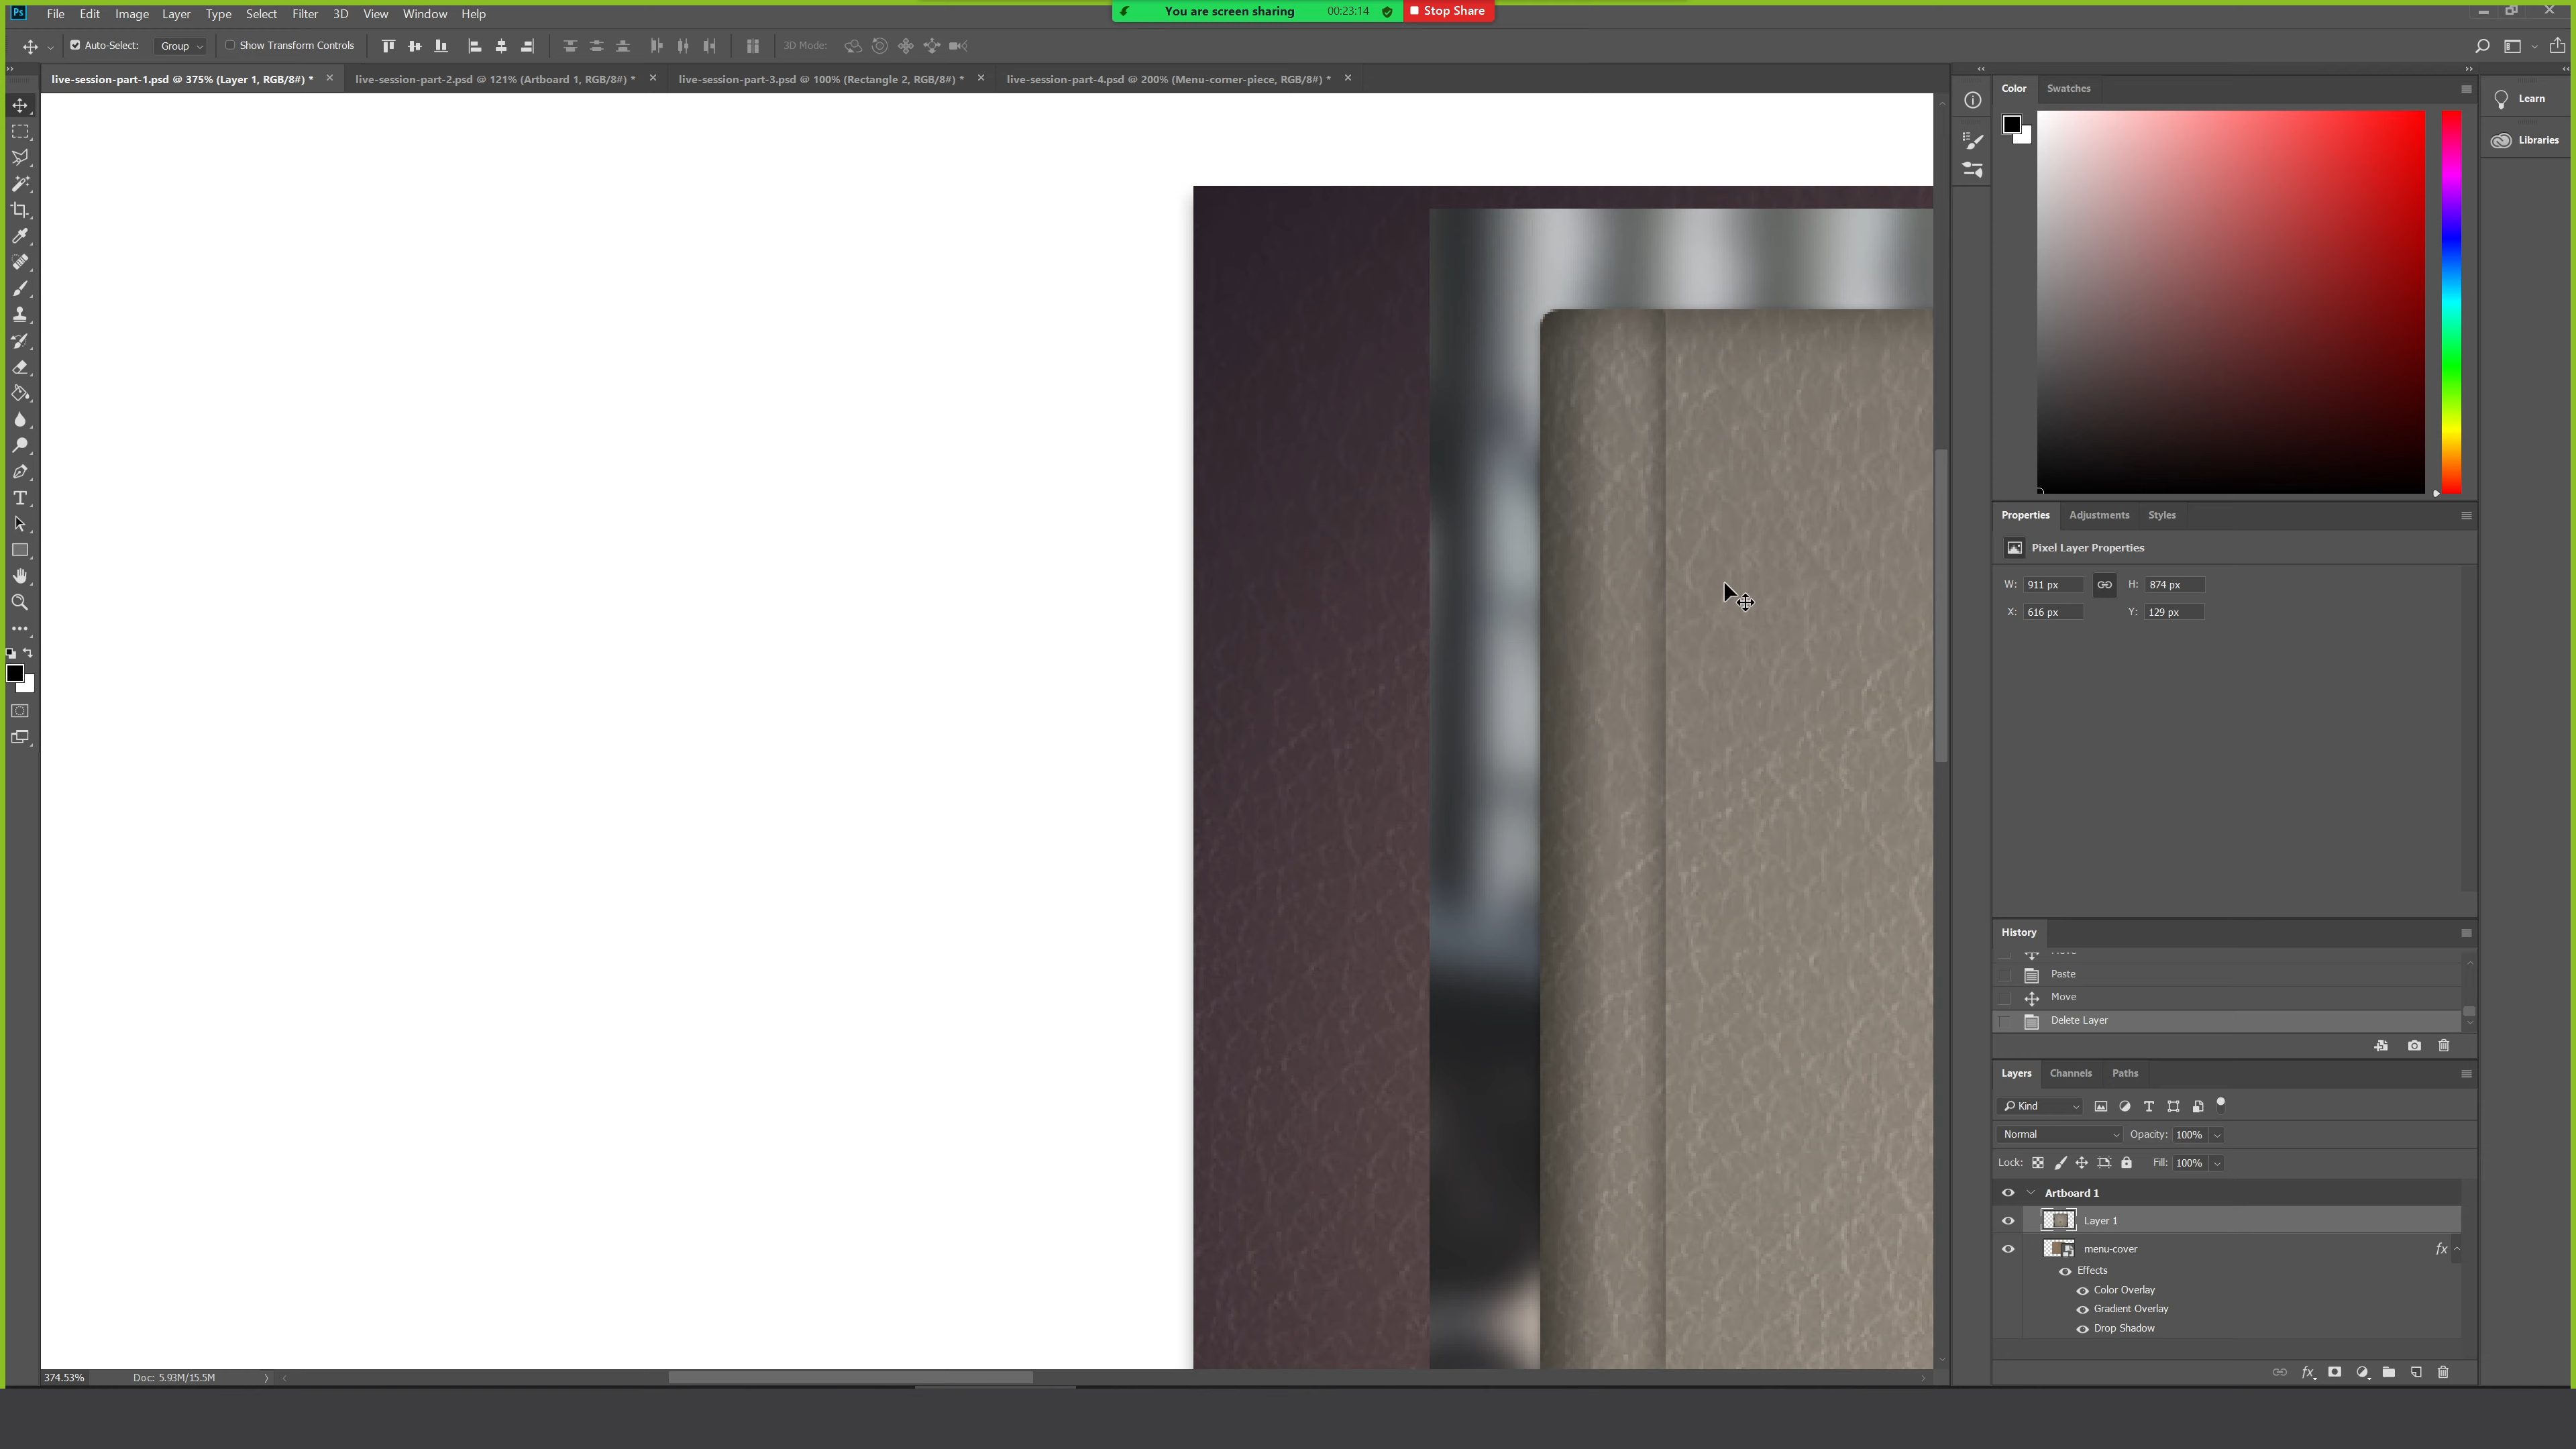 Ps File Edit Image Layer Type Select Filter 3D View Window Help
You are screen sharing 00:23:14 Stop Share
Auto-Select: Group Show Transform Controls 3D Mode:
live-session-part-1.psd @ 375% (Layer 1, RGB/8#) * live-session-part-2.psd @ 121% (Artboard 1, RGB/8#) * live-session-part-3.psd @ 100% (Rectangle 2, RGB/8#) * live-session-part-4.psd @ 200% (Menu-corner-piece, RGB/8#) *
Color Swatches
Learn
Libraries
Properties Adjustments Styles
Pixel Layer Properties
W: 911 px H: 874 px
X: 616 px Y: 129 px
History
Paste
Move
Delete Layer
Layers Channels Paths
Kind
Normal Opacity: 100%
Lock: Fill: 100%
Artboard 1
Layer 1
menu-cover fx
Effects
Color Overlay
Gradient Overlay
Drop Shadow
fx
374.53% Doc: 5.93M/15.5M